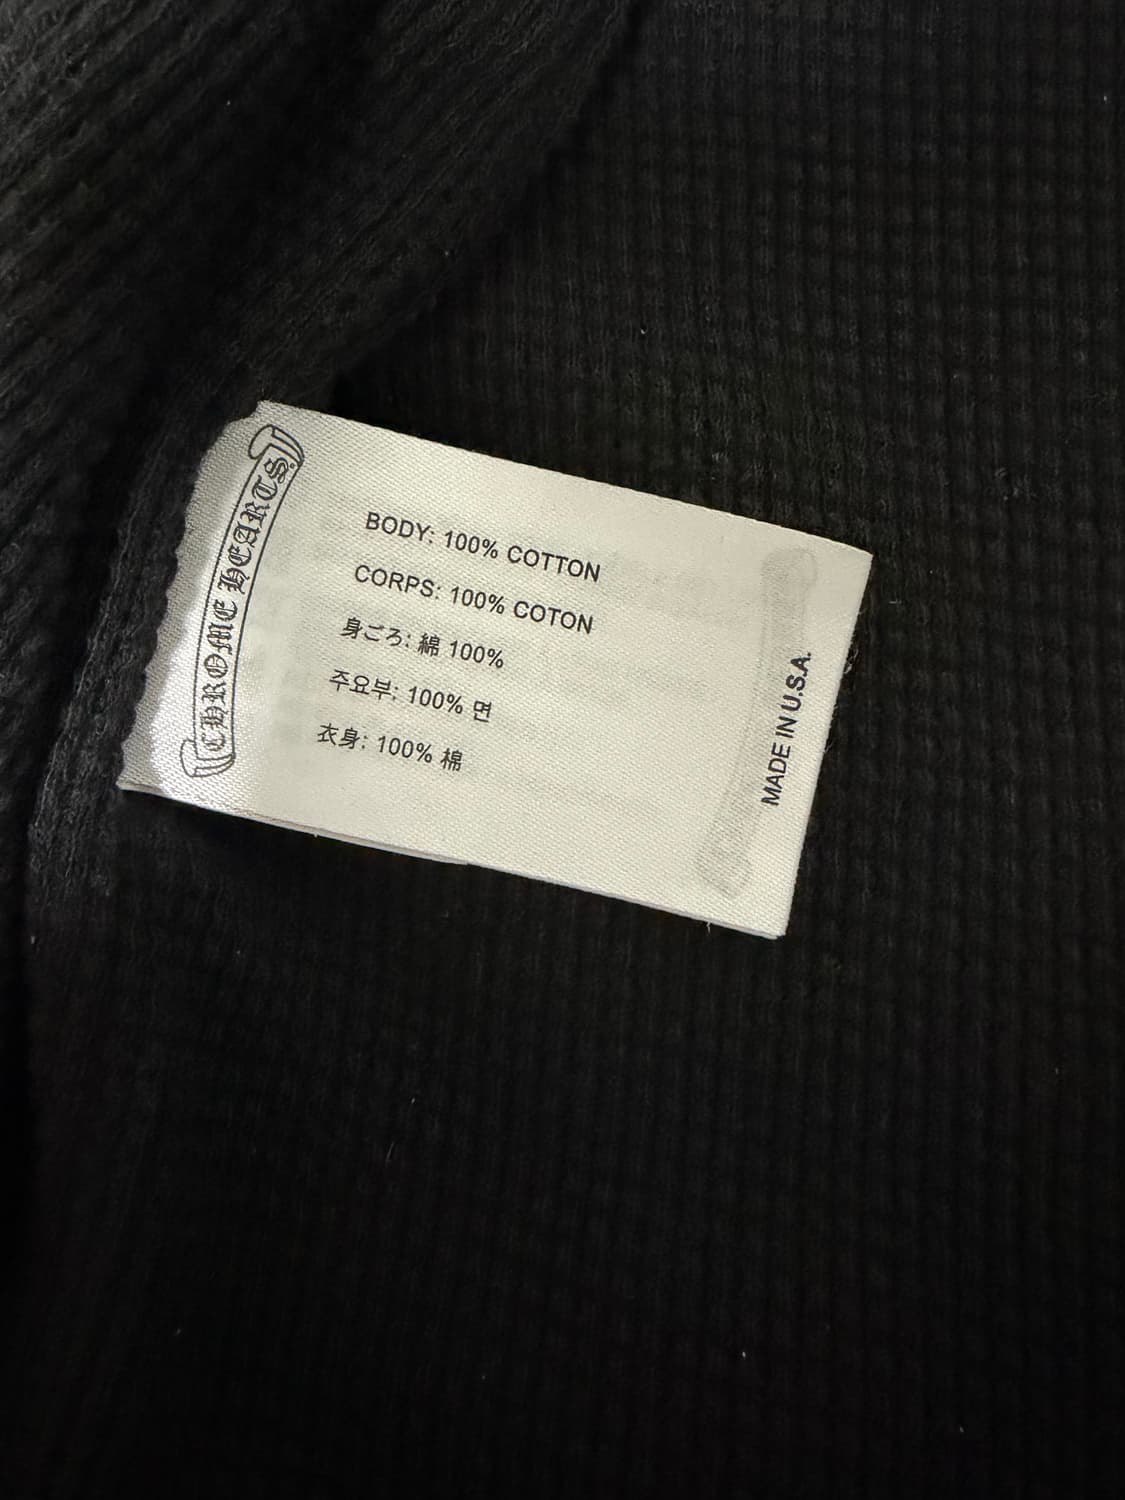 CHROME HEARTS
BODY: 100% COTTON
CORPS: 100% COTON
身ごろ: 綿 100%
주요부: 100% 면
衣身: 100% 棉
MADE IN U.S.A.